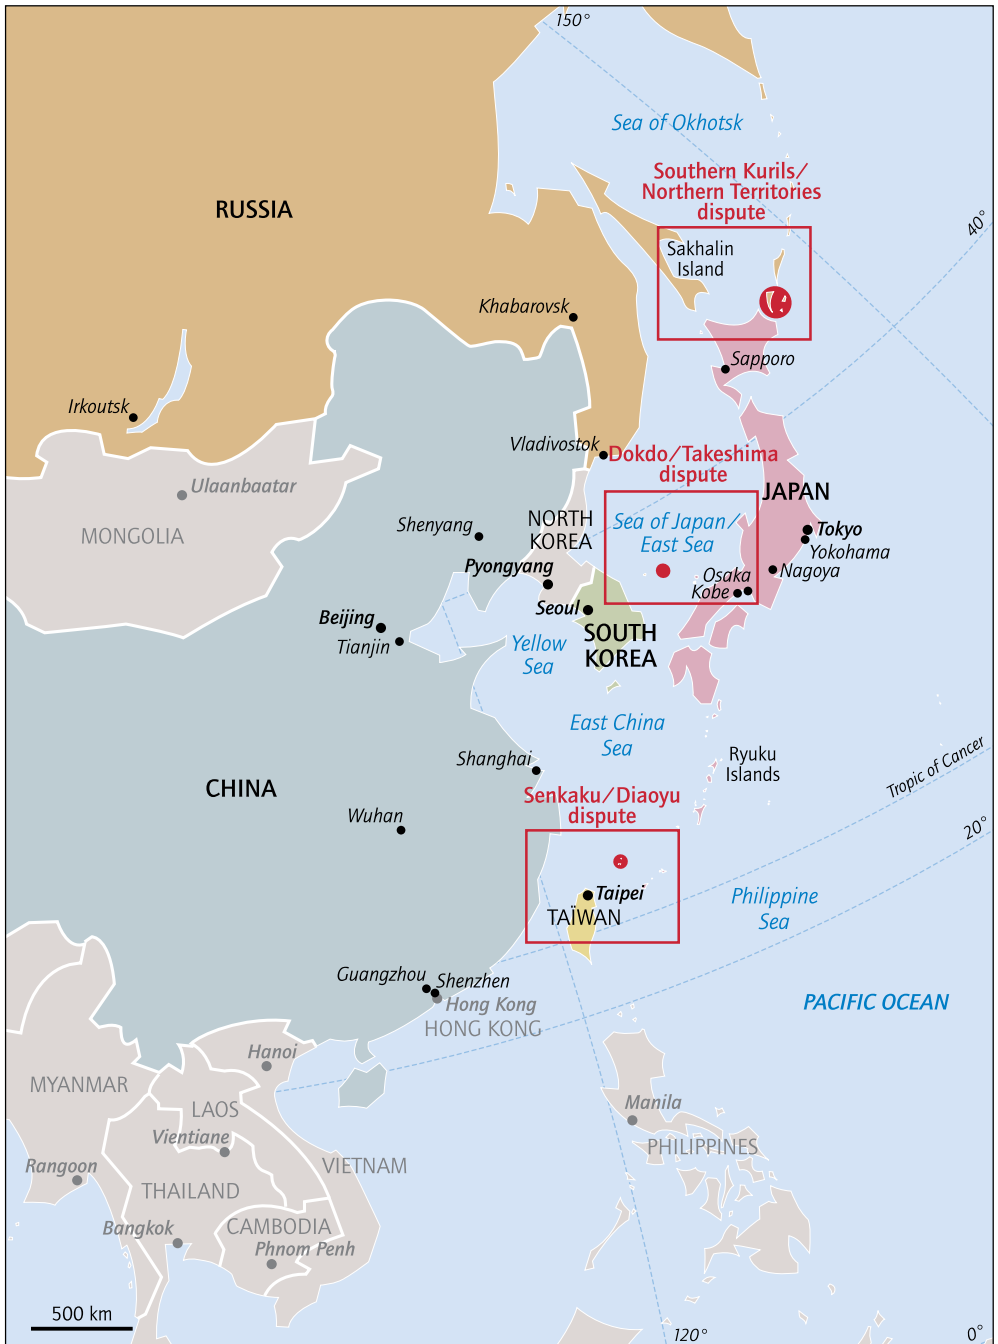 150°
Sea of Okhotsk
Southern Kurils/
Northern Territories
dispute
RUSSIA
40°
Sakhalin
Island
Khabarovsk
Sapporo
Irkoutsk
Vladivostok
Dokdo/Takeshima
dispute
Ulaanbaatar
JAPAN
MONGOLIA
Shenyang
NORTH
KOREA
Sea of Japan/
East Sea
Tokyo
Yokohama
Pyongyang
Nagoya
Osaka
Kobe
Seoul
Beijing
Tianjin
SOUTH
KOREA
Yellow
Sea
East China
Sea
Shanghai
Ryuku
Islands
Tropic of Cancer
CHINA
Senkaku/Diaoyu
dispute
Wuhan
20°
Taipei
TAÏWAN
Philippine
Sea
Guangzhou
Shenzhen
Hong Kong
HONG KONG
PACIFIC OCEAN
Hanoi
MYANMAR
LAOS
Manila
Vientiane
PHILIPPINES
Rangoon
VIETNAM
THAILAND
Bangkok
CAMBODIA
Phnom Penh
500 km
120°
0°